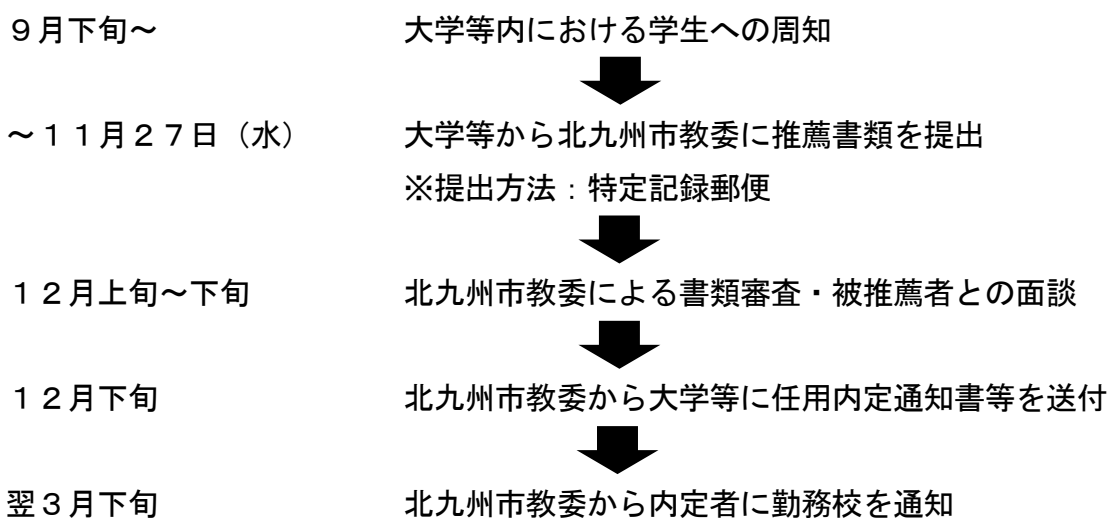 ９月下旬～　大学等内における学生への周知
～１１月２７日（水）　大学等から北九州市教委に推薦書類を提出
※提出方法：特定記録郵便
１２月上旬～下旬　北九州市教委による書類審査・被推薦者との面談
１２月下旬　北九州市教委から大学等に任用内定通知書等を送付
翌３月下旬　北九州市教委から内定者に勤務校を通知